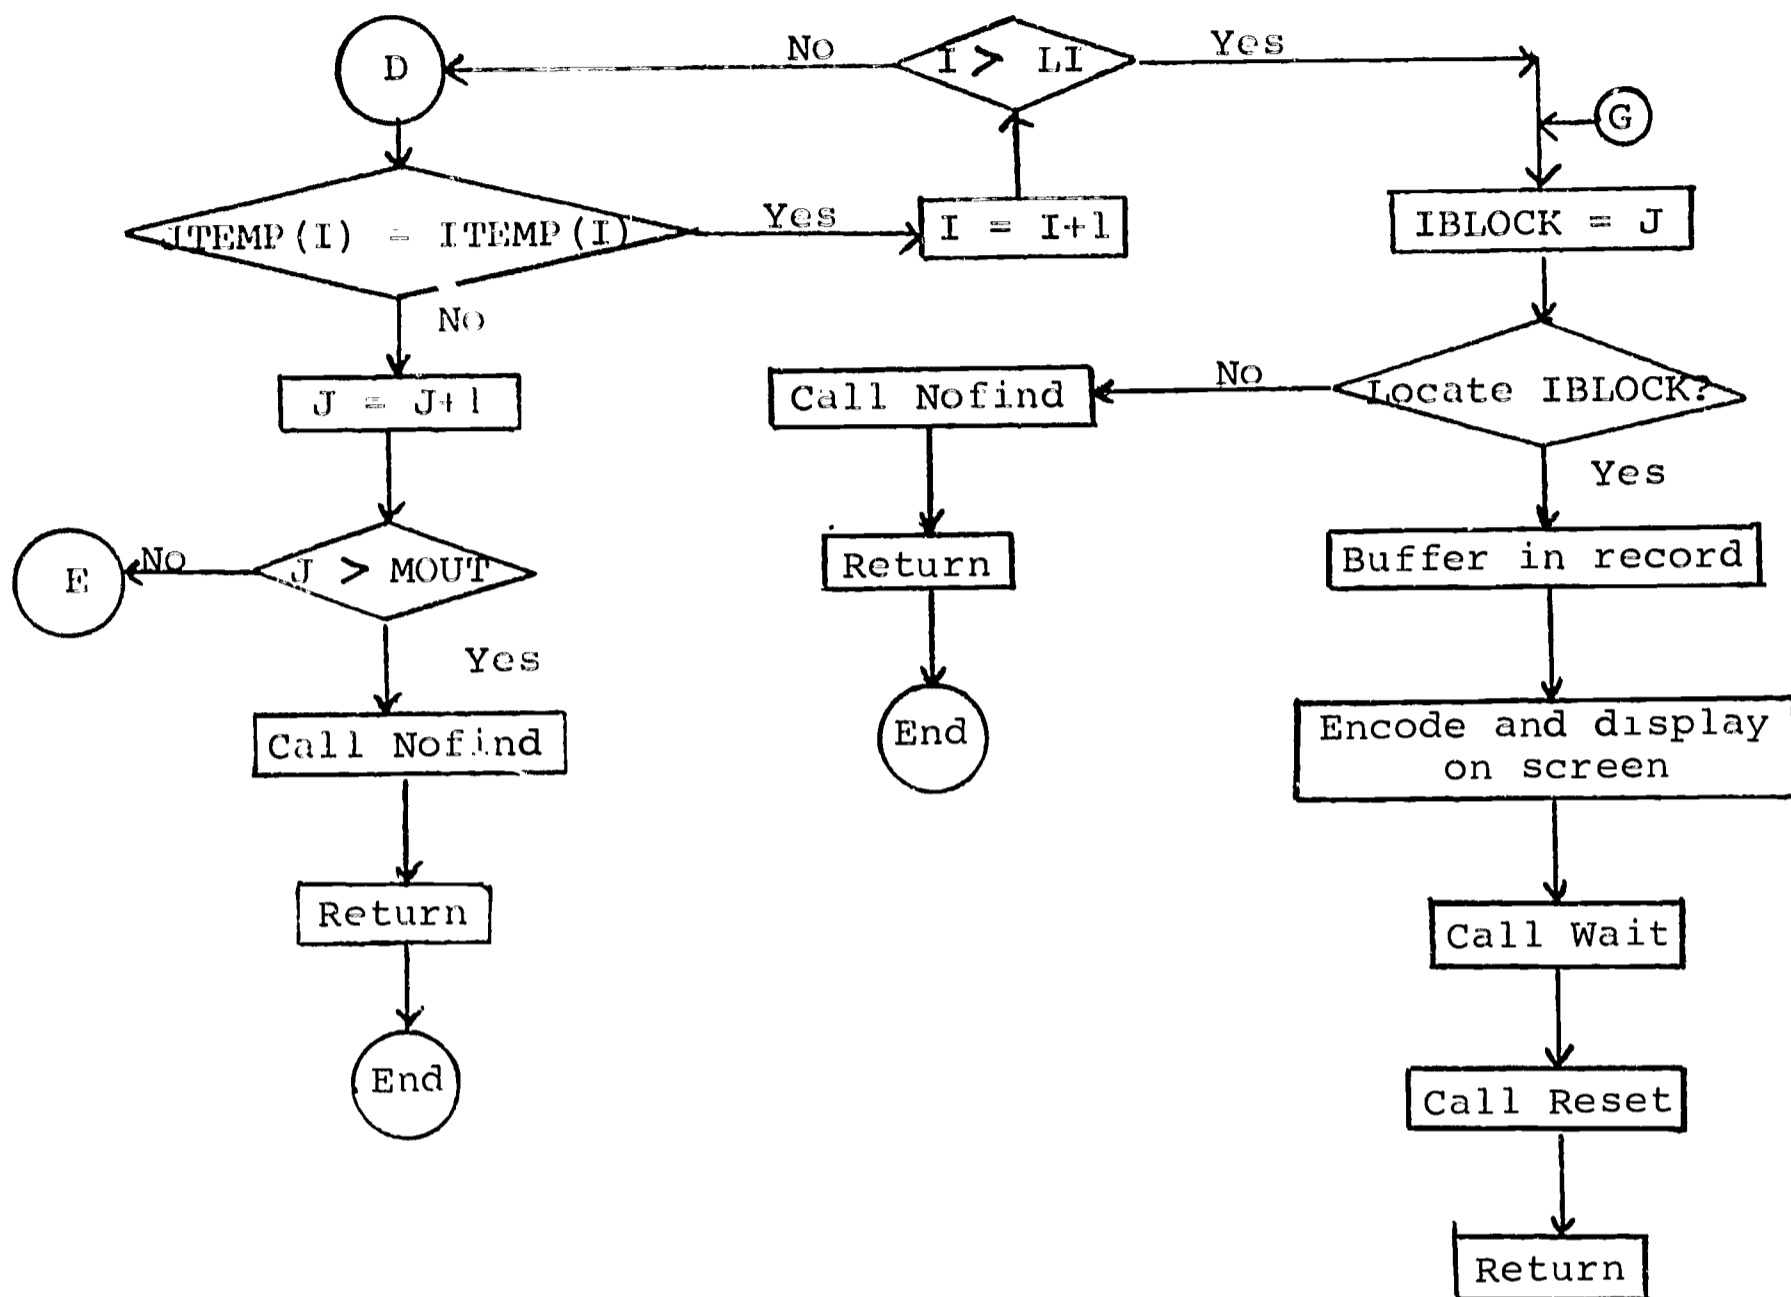 D
No
I > LI
Yes
G
JTEMP(I) = ITEMP(I)
Yes
I = I+1
IBLOCK = J
No
J = J+1
Call Nofind
No
Locate IBLOCK?
Yes
E
No
J > MOUT
Return
Buffer in record
Yes
Call Nofind
End
Encode and display
on screen
Return
Call Wait
End
Call Reset
Return